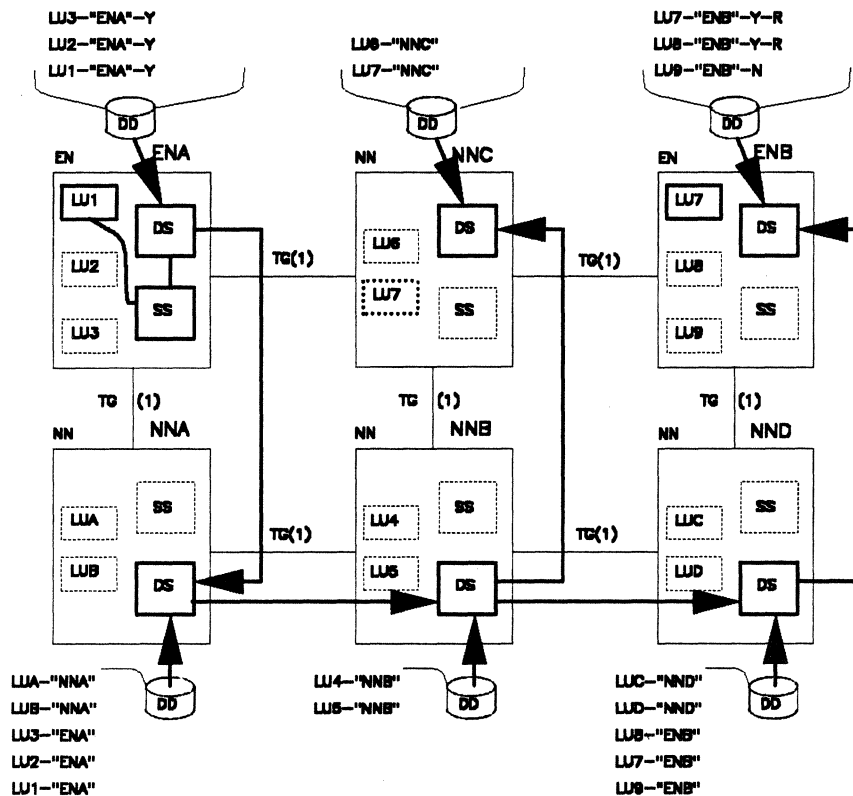 LU3-"ENA"-Y
LU2-"ENA"-Y
LU1-"ENA"-Y
LU6-"NNC"
LU7-"NNC"
LU7-"ENB"-Y-R
LU8-"ENB"-Y-R
LU9-"ENB"-N
DD
DD
DD
EN
ENA
NN
NNC
EN
ENB
LU1
DS
LU2
SS
LU3
TG(1)
LU6
DS
LU7
SS
TG(1)
LU7
DS
LU8
SS
LU9
TG (1)
TG (1)
TG (1)
NN
NNA
NN
NNB
NN
NND
LUA
SS
LUB
DS
TG(1)
LU4
SS
LU5
DS
TG(1)
LUC
SS
LUD
DS
DD
DD
DD
LUA-"NNA"
LUB-"NNA"
LU3-"ENA"
LU2-"ENA"
LU1-"ENA"
LU4-"NNB"
LU5-"NNB"
LUC-"NND"
LUD-"NND"
LU8-"ENB"
LU7-"ENB"
LU9-"ENB"